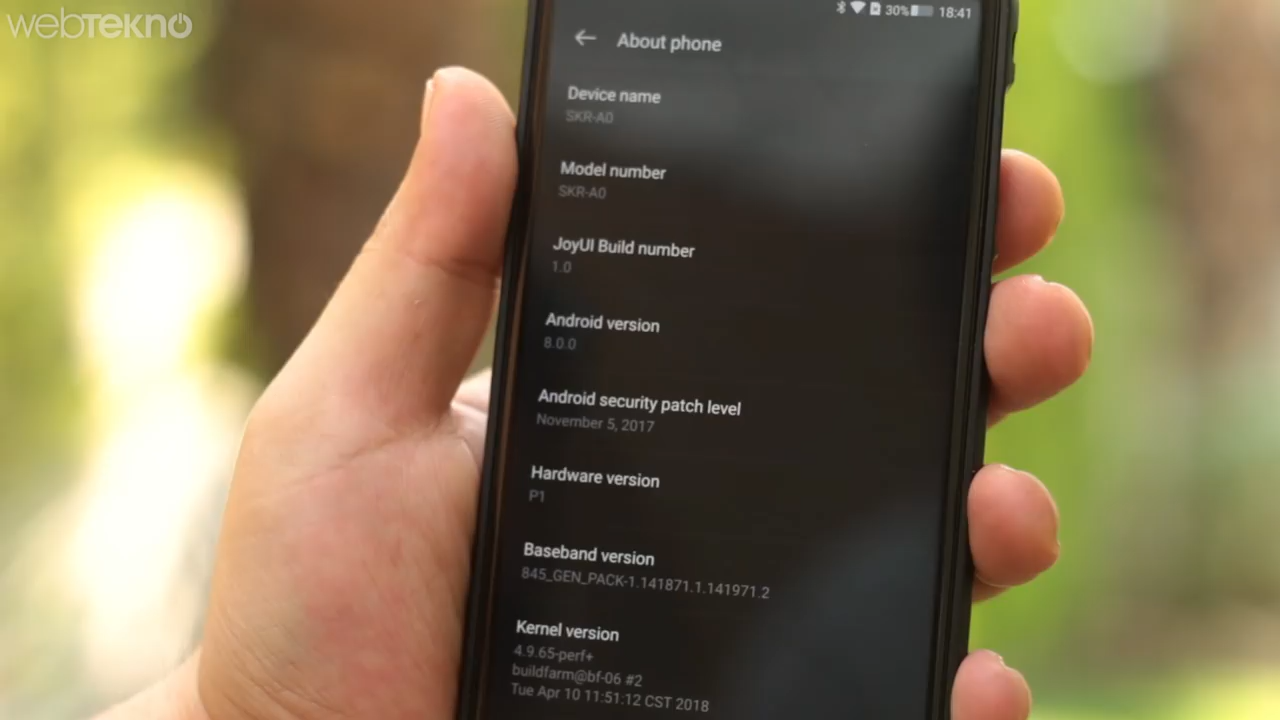 webtekno
30% 18:41
About phone
Device name
SKR-A0
Model number
SKR-A0
JoyUI Build number
1.0
Android version
8.0.0
Android security patch level
November 5, 2017
Hardware version
P1
Baseband version
845_GEN_PACK-1.141871.1.141971.2
Kernel version
4.9.65-perf+
buildfarm@bf-06 #2
Tue Apr 10 11:51:12 CST 2018